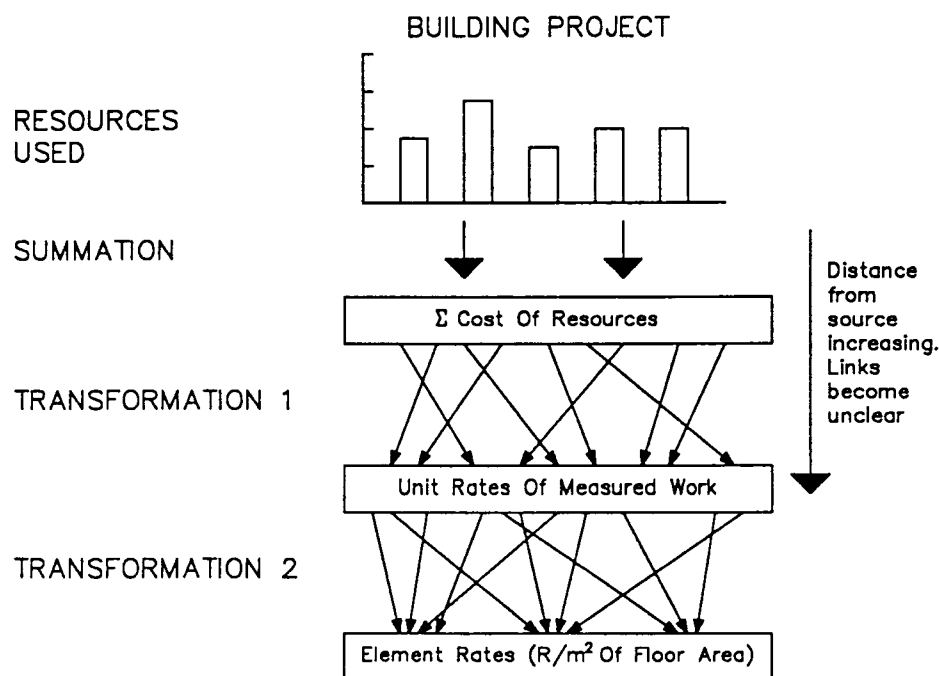 BUILDING PROJECT
RESOURCES
USED
SUMMATION
Σ Cost Of Resources
Distance
from
source
increasing.
Links
become
unclear
TRANSFORMATION 1
Unit Rates Of Measured Work
TRANSFORMATION 2
Element Rates (R/m² Of Floor Area)